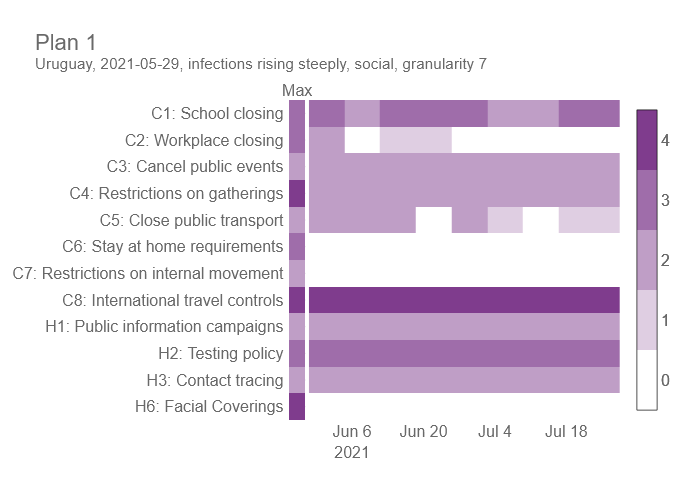 Plan 1
Uruguay, 2021-05-29, infections rising steeply, social, granularity 7
Max
C1: School closing
C2: Workplace closing
C3: Cancel public events
C4: Restrictions on gatherings
C5: Close public transport
C6: Stay at home requirements
C7: Restrictions on internal movement
C8: International travel controls
H1: Public information campaigns
H2: Testing policy
H3: Contact tracing
H6: Facial Coverings
Jun 6 Jun 20 Jul 4 Jul 18
2021
4
3
2
1
0